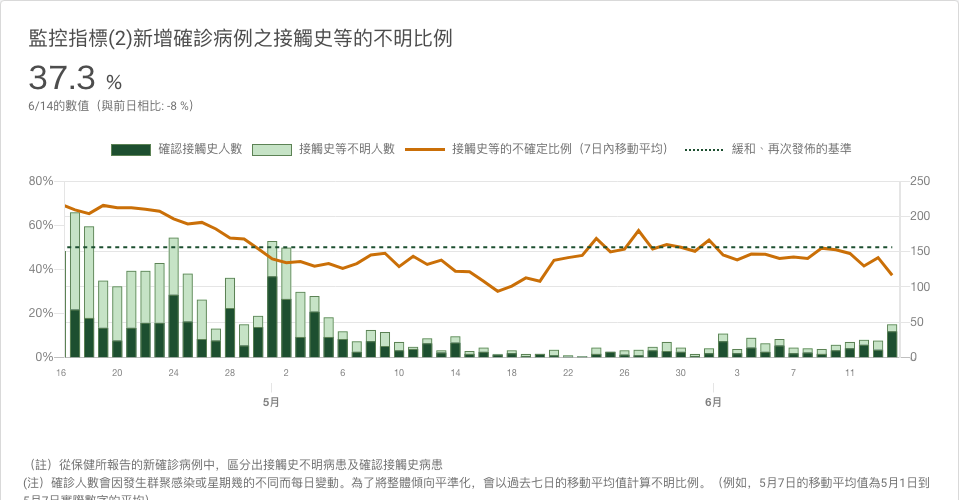 監控指標(2)新增確診病例之接觸史等的不明比例
37.3 %
6/14的數值（與前日相比: -8 %）
確認接觸史人數 接觸史等不明人數 接觸史等的不確定比例（7日內移動平均） 緩和、再次發佈的基準
80% 250
200
60%
150
40%
100
20%
50
0% 0
16 20 24 28 2 6 10 14 18 22 26 30 3 7 11
5月 6月
（註）從保健所報告的新確診病例中，區分出接觸史不明病患及確認接觸史病患
(注）確診人數會因發生群聚感染或星期幾的不同而每日變動。為了將整體傾向平準化，會以過去七日的移動平均值計算不明比例。（例如，5月7日的移動平均值為5月1日到
5月7日實際數字的平均）